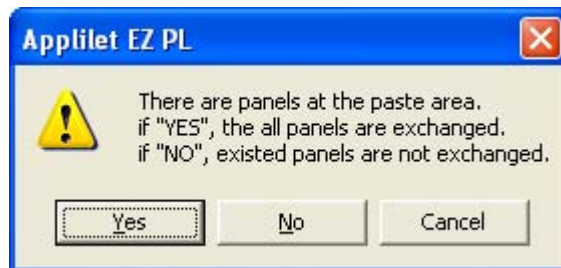 Applilet EZ PL
There are panels at the paste area.
if "YES", the all panels are exchanged.
if "NO", existed panels are not exchanged.
Yes
No
Cancel